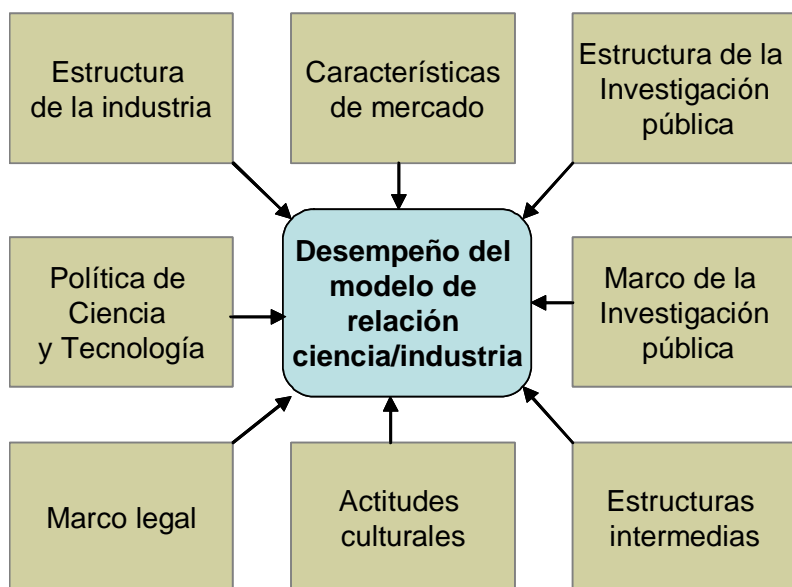 Estructura
de la industria
Características
de mercado
Estructura de la
Investigación
pública
Política de
Ciencia
y Tecnología
Desempeño del
modelo de
relación
ciencia/industria
Marco de la
Investigación
pública
Marco legal
Actitudes
culturales
Estructuras
intermedias